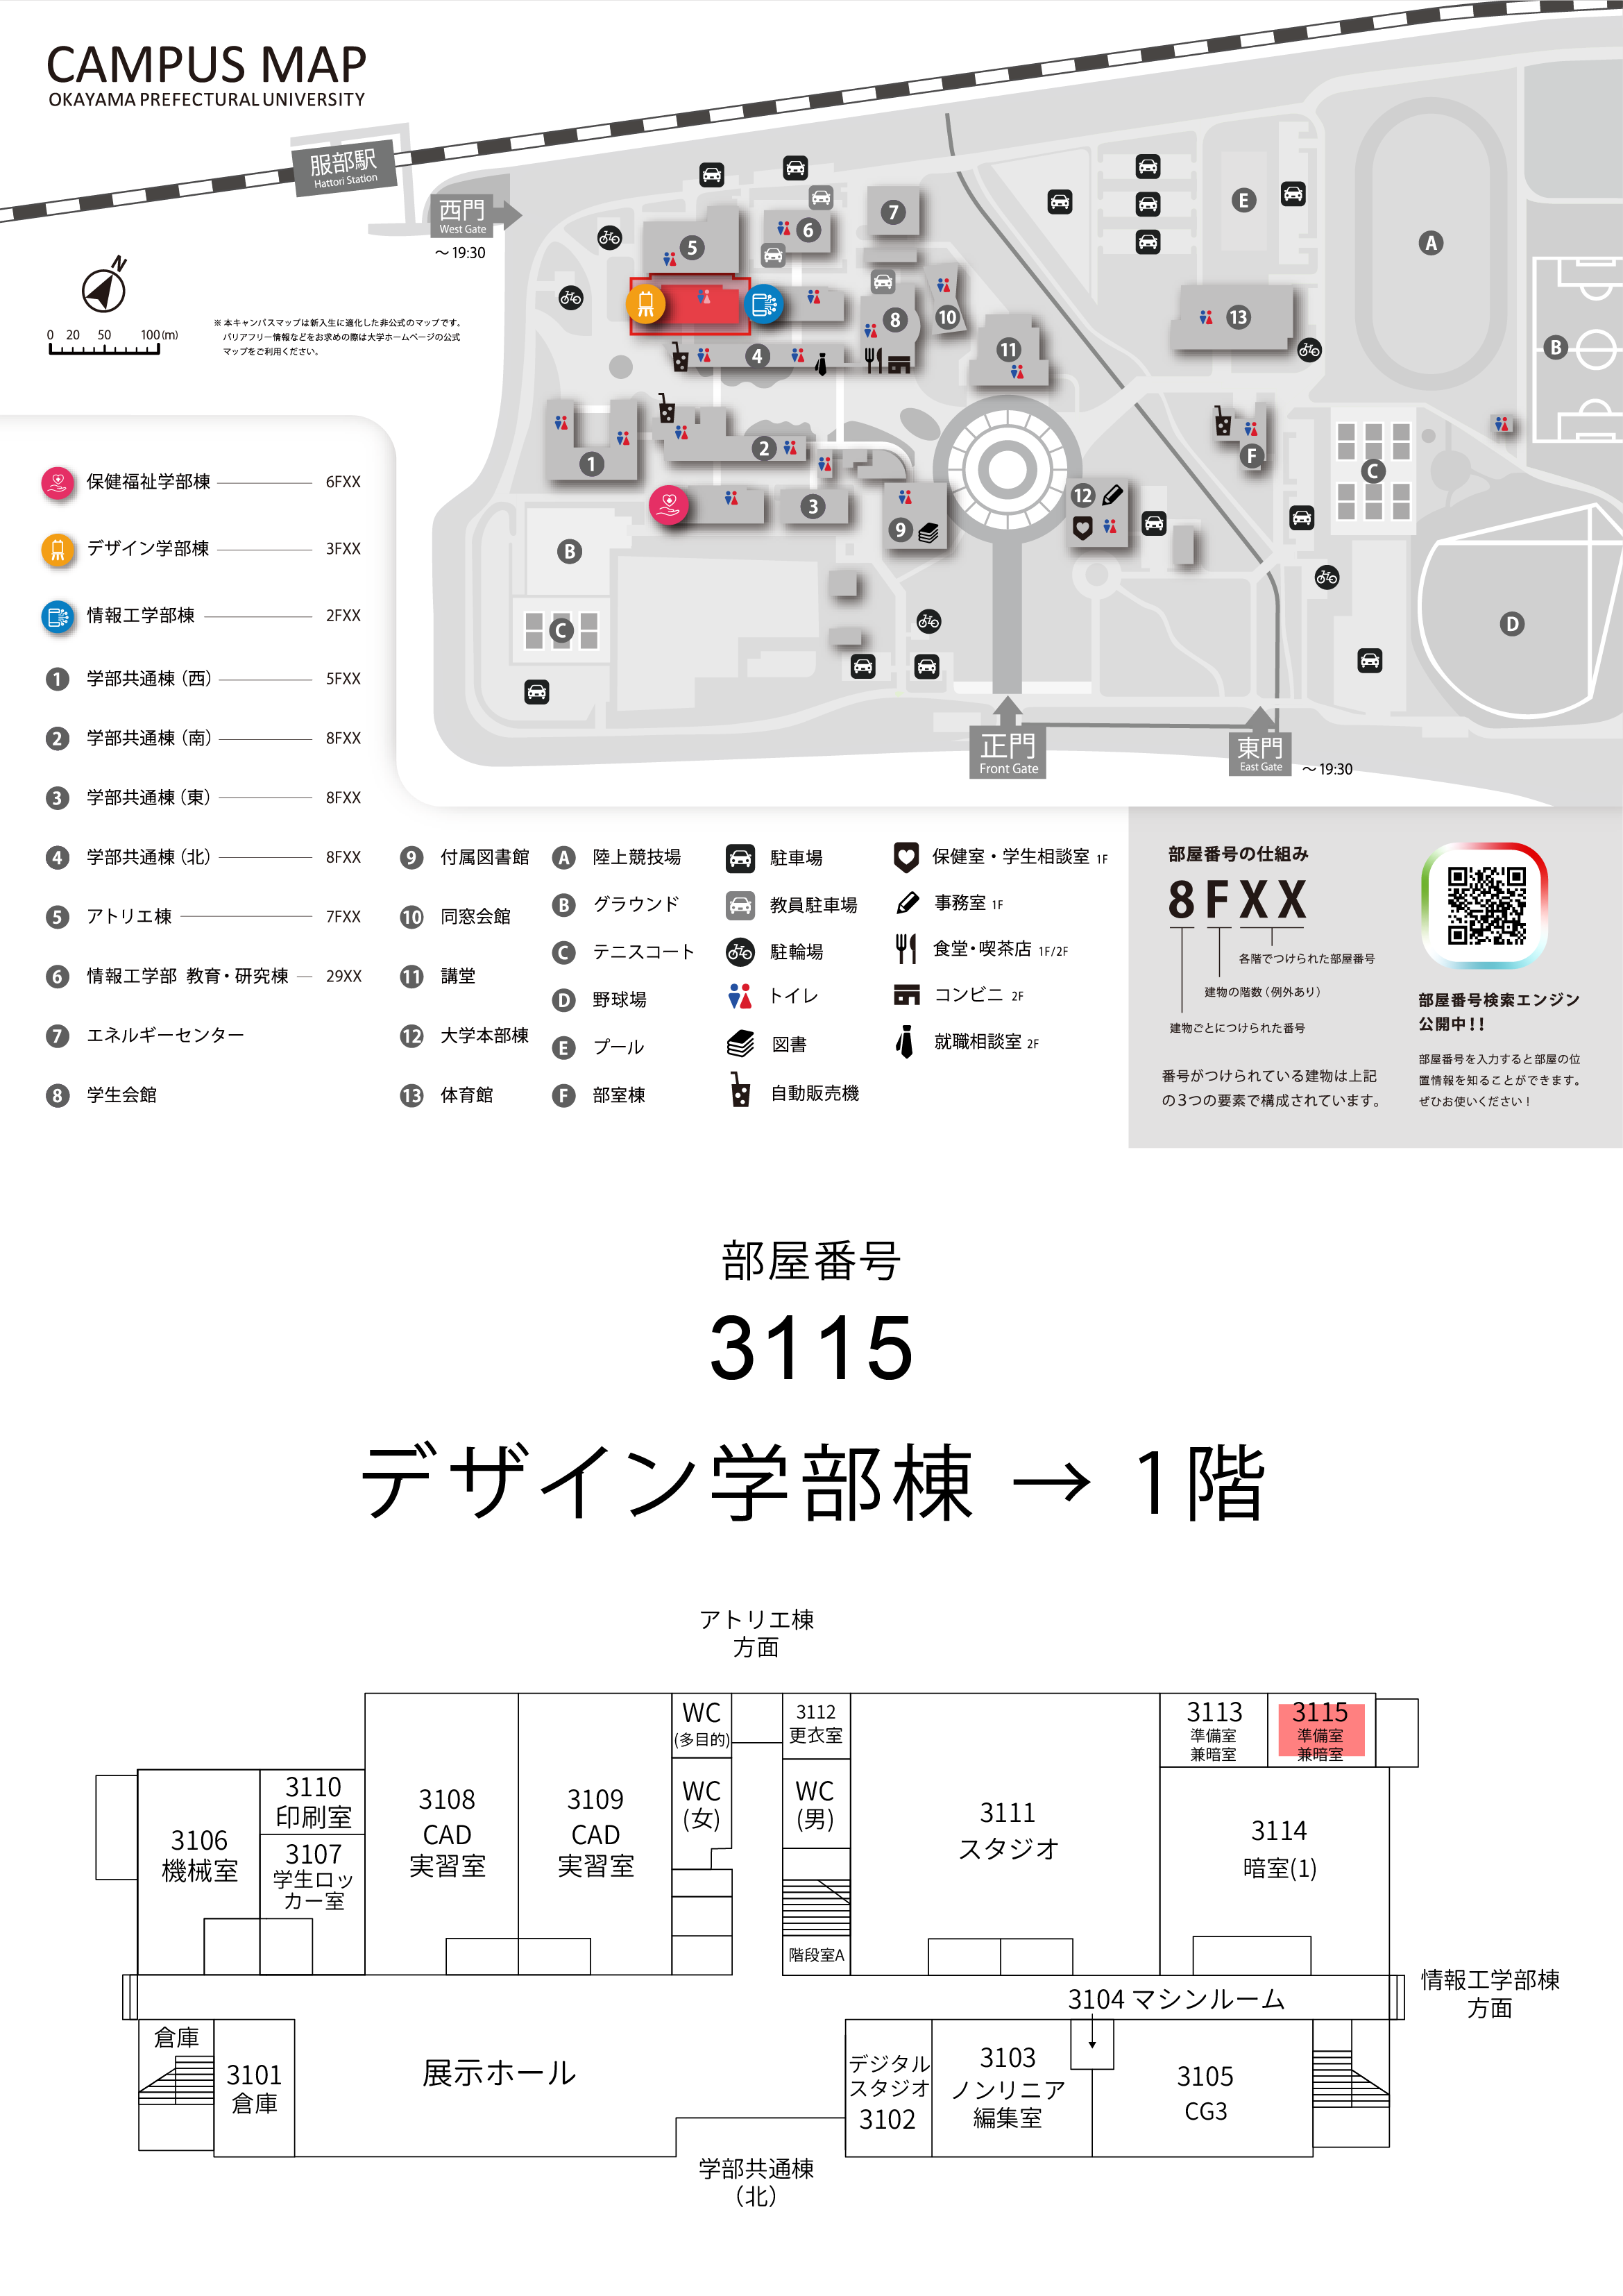 CAMPUS MAP
OKAYAMA PREFECTURAL UNIVERSITY
服部駅
Hattori Station
西門
West Gate
～19:30
N
0 20 50 100(m)
※ 本キャンパスマップは新入生に適化した非公式のマップです。
バリアフリー情報などをお求めの際は大学ホームページの公式
マップをご利用ください。
5
6
7
8
10
11
4
13
E
A
B
1
2
3
9
12
F
C
B
C
D
正門
Front Gate
東門
East Gate
～19:30
保健福祉学部棟 6FXX
デザイン学部棟 3FXX
情報工学部棟 2FXX
1 学部共通棟（西） 5FXX
2 学部共通棟（南） 8FXX
3 学部共通棟（東） 8FXX
4 学部共通棟（北） 8FXX
5 アトリエ棟 7FXX
6 情報工学部 教育・研究棟 29XX
7 エネルギーセンター
8 学生会館
9 付属図書館
10 同窓会館
11 講堂
12 大学本部棟
13 体育館
A 陸上競技場
B グラウンド
C テニスコート
D 野球場
E プール
F 部室棟
駐車場
教員駐車場
駐輪場
トイレ
図書
自動販売機
保健室・学生相談室 1F
事務室 1F
食堂・喫茶店 1F/2F
コンビニ 2F
就職相談室 2F
部屋番号の仕組み
8FXX
各階でつけられた部屋番号
建物の階数（例外あり）
建物ごとにつけられた番号
番号がつけられている建物は上記
の3つの要素で構成されています。
部屋番号検索エンジン
公開中！！
部屋番号を入力すると部屋の位
置情報を知ることができます。
ぜひお使いください！
部屋番号
3115
デザイン学部棟 → 1階
アトリエ棟
方面
WC
(多目的)
3112
更衣室
3113
準備室
兼暗室
3115
準備室
兼暗室
3106
機械室
3110
印刷室
3107
学生ロッ
カー室
3108
CAD
実習室
3109
CAD
実習室
WC
(女)
WC
(男)
階段室A
3111
スタジオ
3114
暗室(1)
3104 マシンルーム
情報工学部棟
方面
倉庫
3101
倉庫
展示ホール
デジタル
スタジオ
3102
3103
ノンリニア
編集室
3105
CG3
学部共通棟
（北）